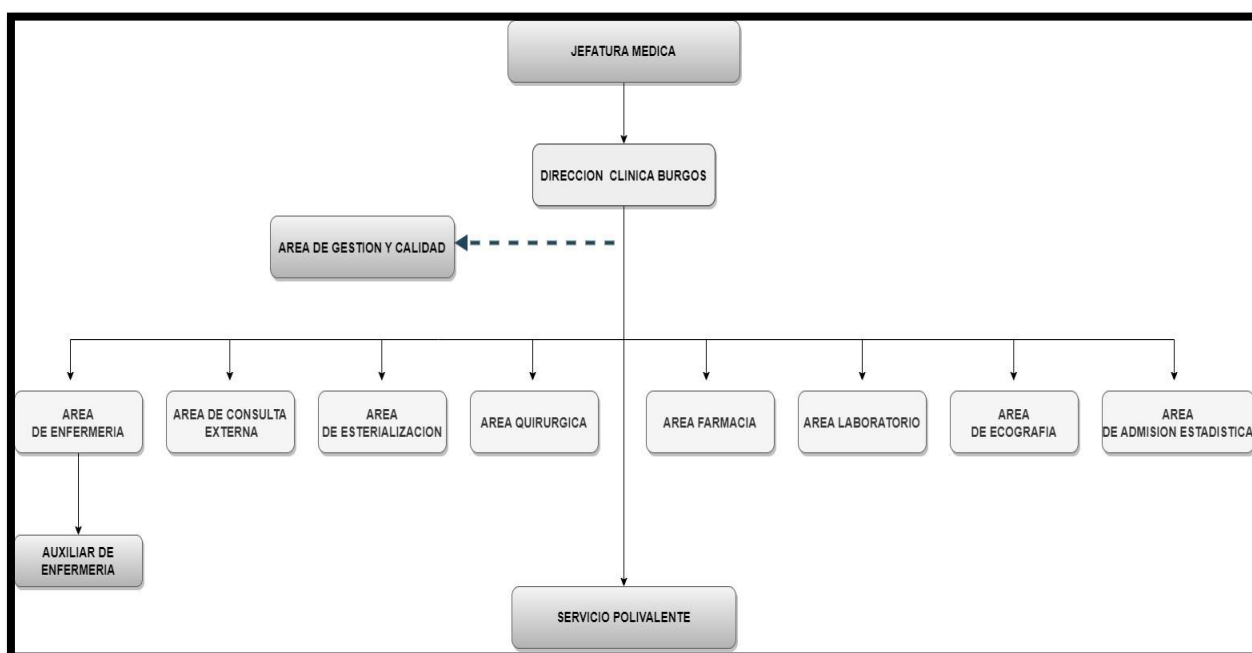 JEFATURA MEDICA
DIRECCION CLINICA BURGOS
AREA DE GESTION Y CALIDAD
AREA
DE ENFERMERIA
AREA DE CONSULTA
EXTERNA
AREA
DE ESTERIALIZACION
AREA QUIRURGICA
AREA FARMACIA
AREA LABORATORIO
AREA
DE ECOGRAFIA
AREA
DE ADMISION ESTADISTICA
AUXILIAR DE
ENFERMERIA
SERVICIO POLIVALENTE